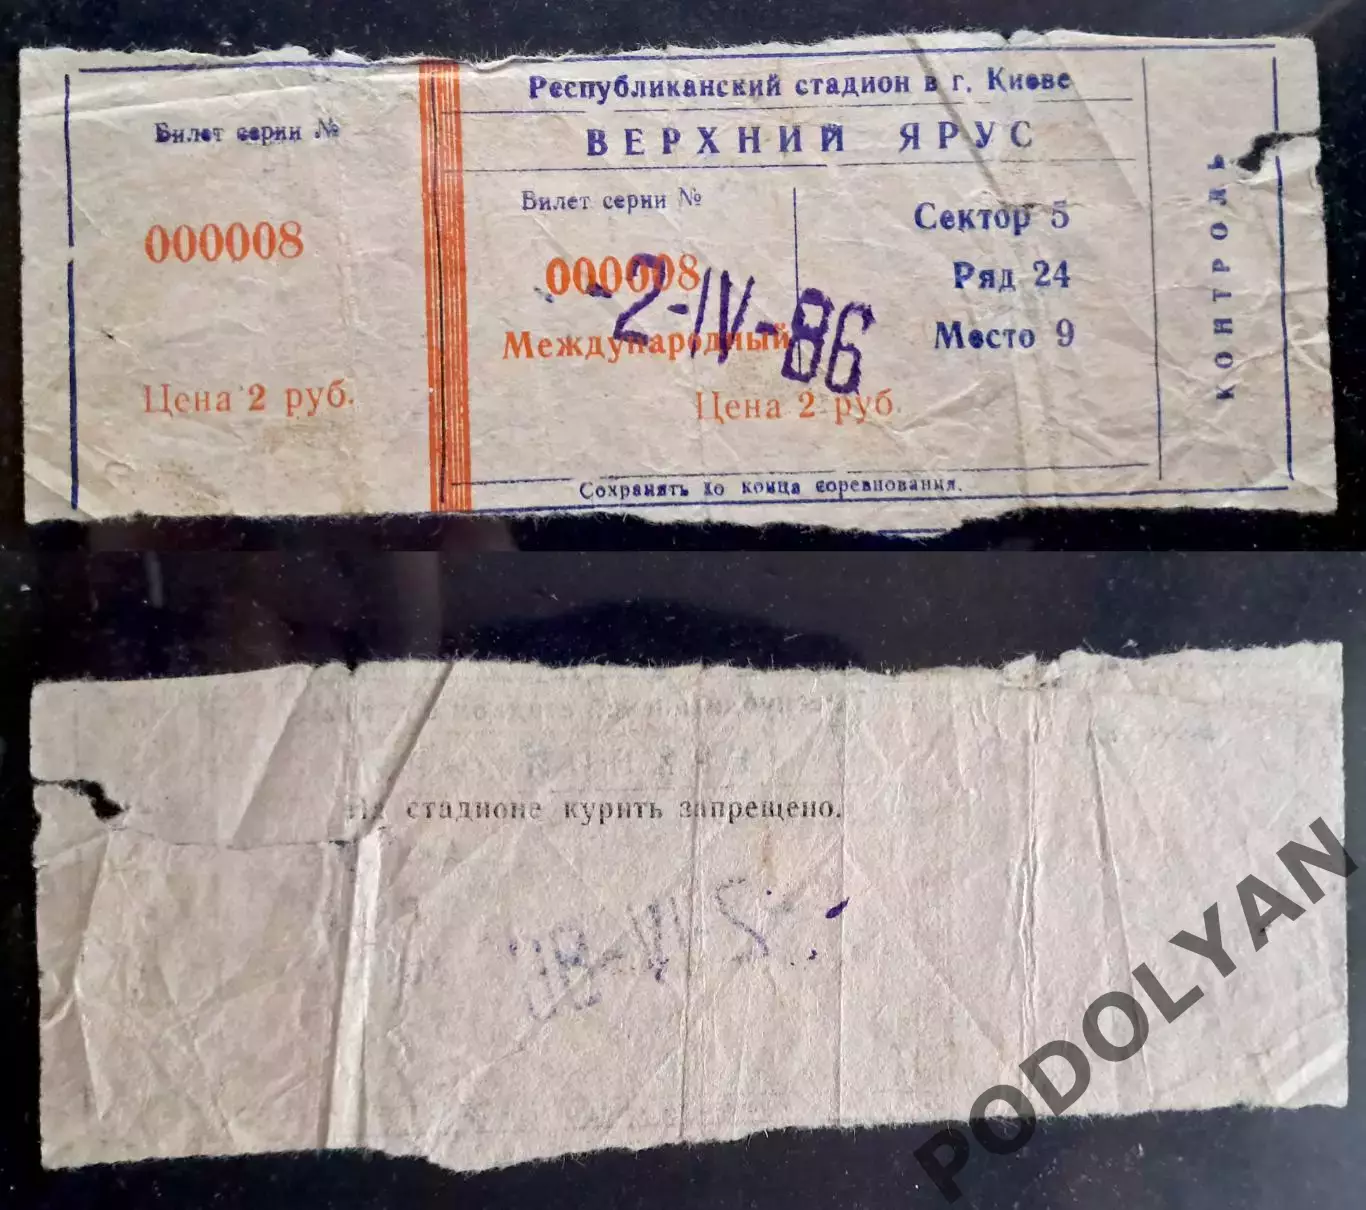 Билет серии №
000008
Цена 2 руб.
Республиканский стадион в г. Киеве
ВЕРХНИЙ ЯРУС
Билет серии №
000008
-2-IV-86
Международный
Цена 2 руб.
Сектор 5
Ряд 24
Место 9
Сохранять до конца соревнования.
КОНТРОЛЬ
На стадионе курить запрещено.
PODOLYAN